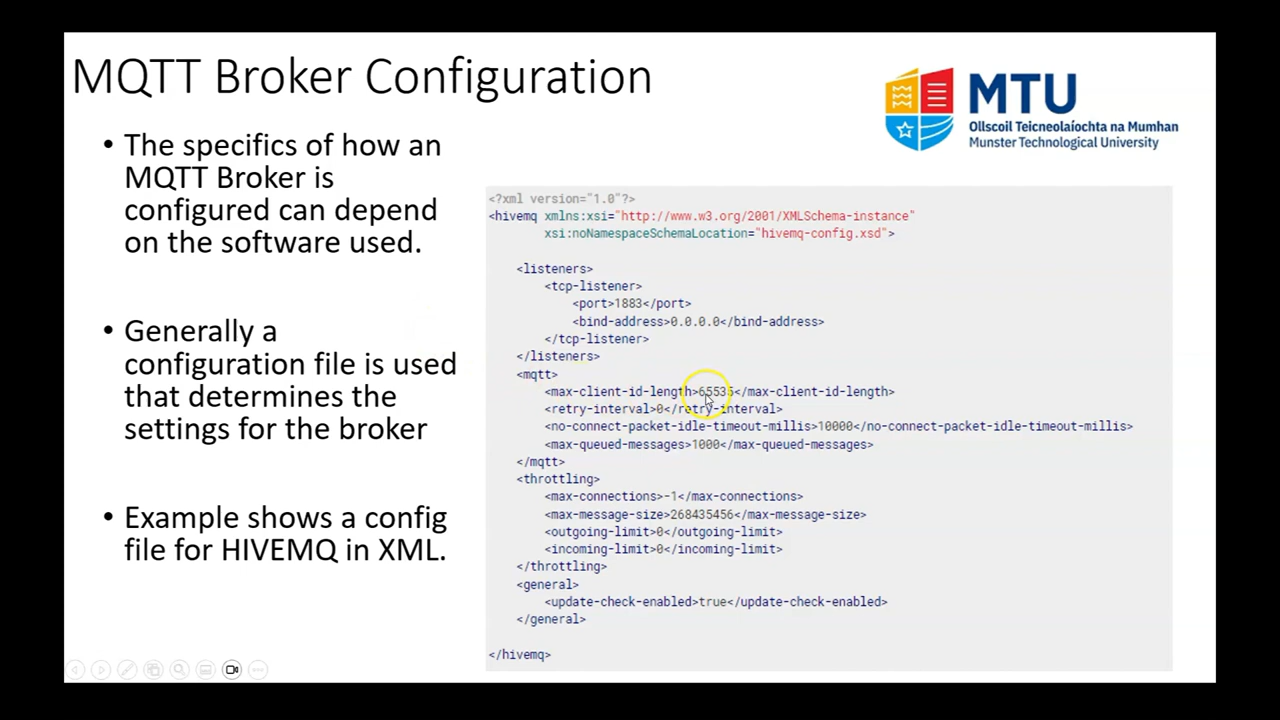 MQTT Broker Configuration
MTU
Ollscoil Teicneolaíochta na Mumhan
Munster Technological University
• The specifics of how an
MQTT Broker is
configured can depend
on the software used.
• Generally a
configuration file is used
that determines the
settings for the broker
• Example shows a config
file for HIVEMQ in XML.
<?xml version="1.0"?>
<hivemq xmlns:xsi="http://www.w3.org/2001/XMLSchema-instance"
xsi:noNamespaceSchemaLocation="hivemq-config.xsd">
<listeners>
<tcp-listener>
<port>1883</port>
<bind-address>0.0.0.0</bind-address>
</tcp-listener>
</listeners>
<mqtt>
<max-client-id-length>65535</max-client-id-length>
<retry-interval>0</retry-interval>
<no-connect-packet-idle-timeout-millis>10000</no-connect-packet-idle-timeout-millis>
<max-queued-messages>1000</max-queued-messages>
</mqtt>
<throttling>
<max-connections>-1</max-connections>
<max-message-size>268435456</max-message-size>
<outgoing-limit>0</outgoing-limit>
<incoming-limit>0</incoming-limit>
</throttling>
<general>
<update-check-enabled>true</update-check-enabled>
</general>
</hivemq>